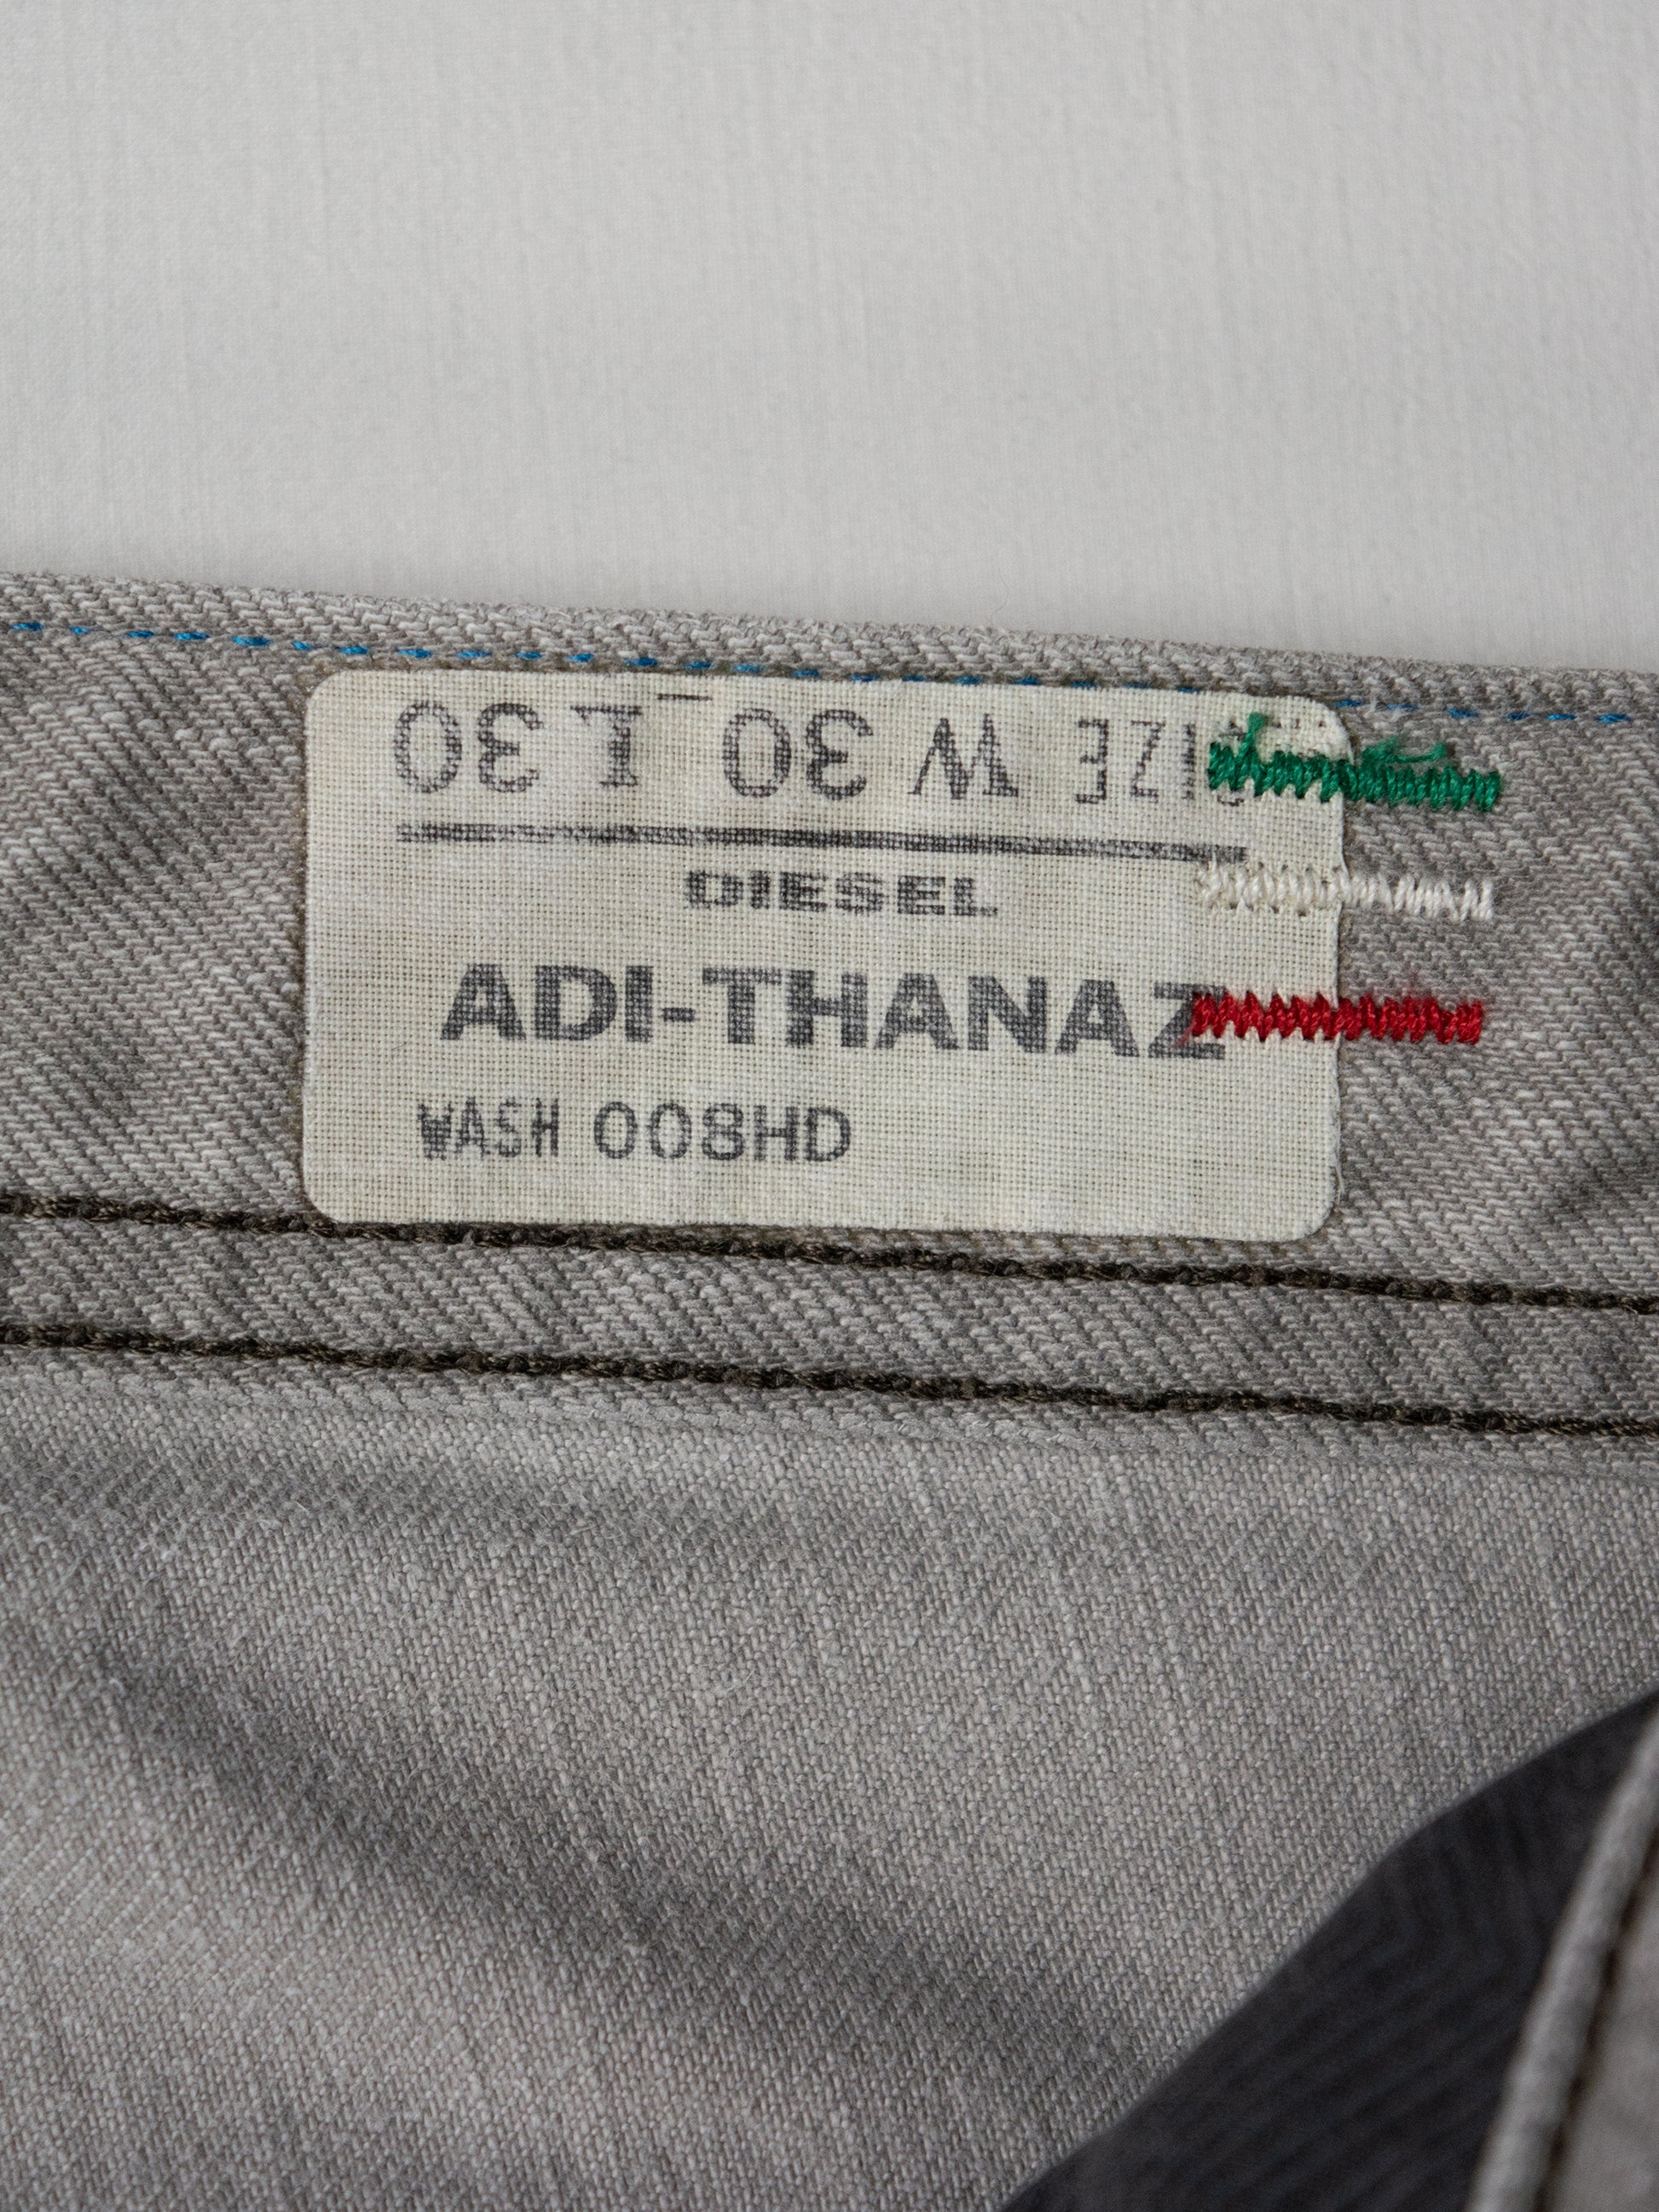 SIZE W 30 L 30
DIESEL
ADI-THANAZ
WASH 008HD